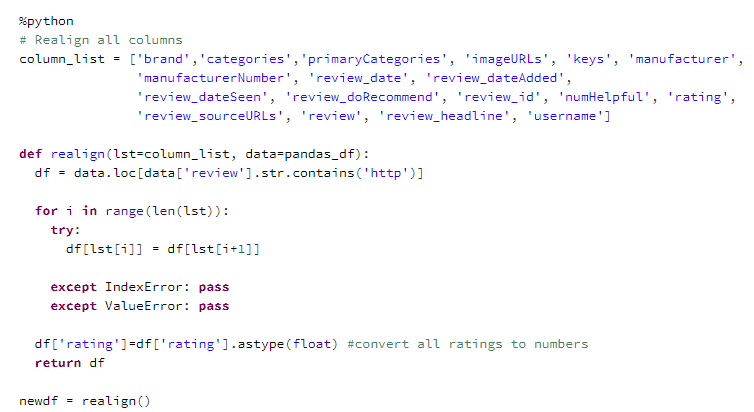 %python
# Realign all columns
column_list = ['brand','categories','primaryCategories', 'imageURLs', 'keys', 'manufacturer',
               'manufacturerNumber', 'review_date', 'review_dateAdded',
               'review_dateSeen', 'review_doRecommend', 'review_id', 'numHelpful', 'rating',
               'review_sourceURLs', 'review', 'review_headline', 'username']

def realign(lst=column_list, data=pandas_df):
  df = data.loc[data['review'].str.contains('http')]

  for i in range(len(lst)):
    try:
      df[lst[i]] = df[lst[i+1]]

    except IndexError: pass
    except ValueError: pass

  df['rating']=df['rating'].astype(float) #convert all ratings to numbers
  return df

newdf = realign()